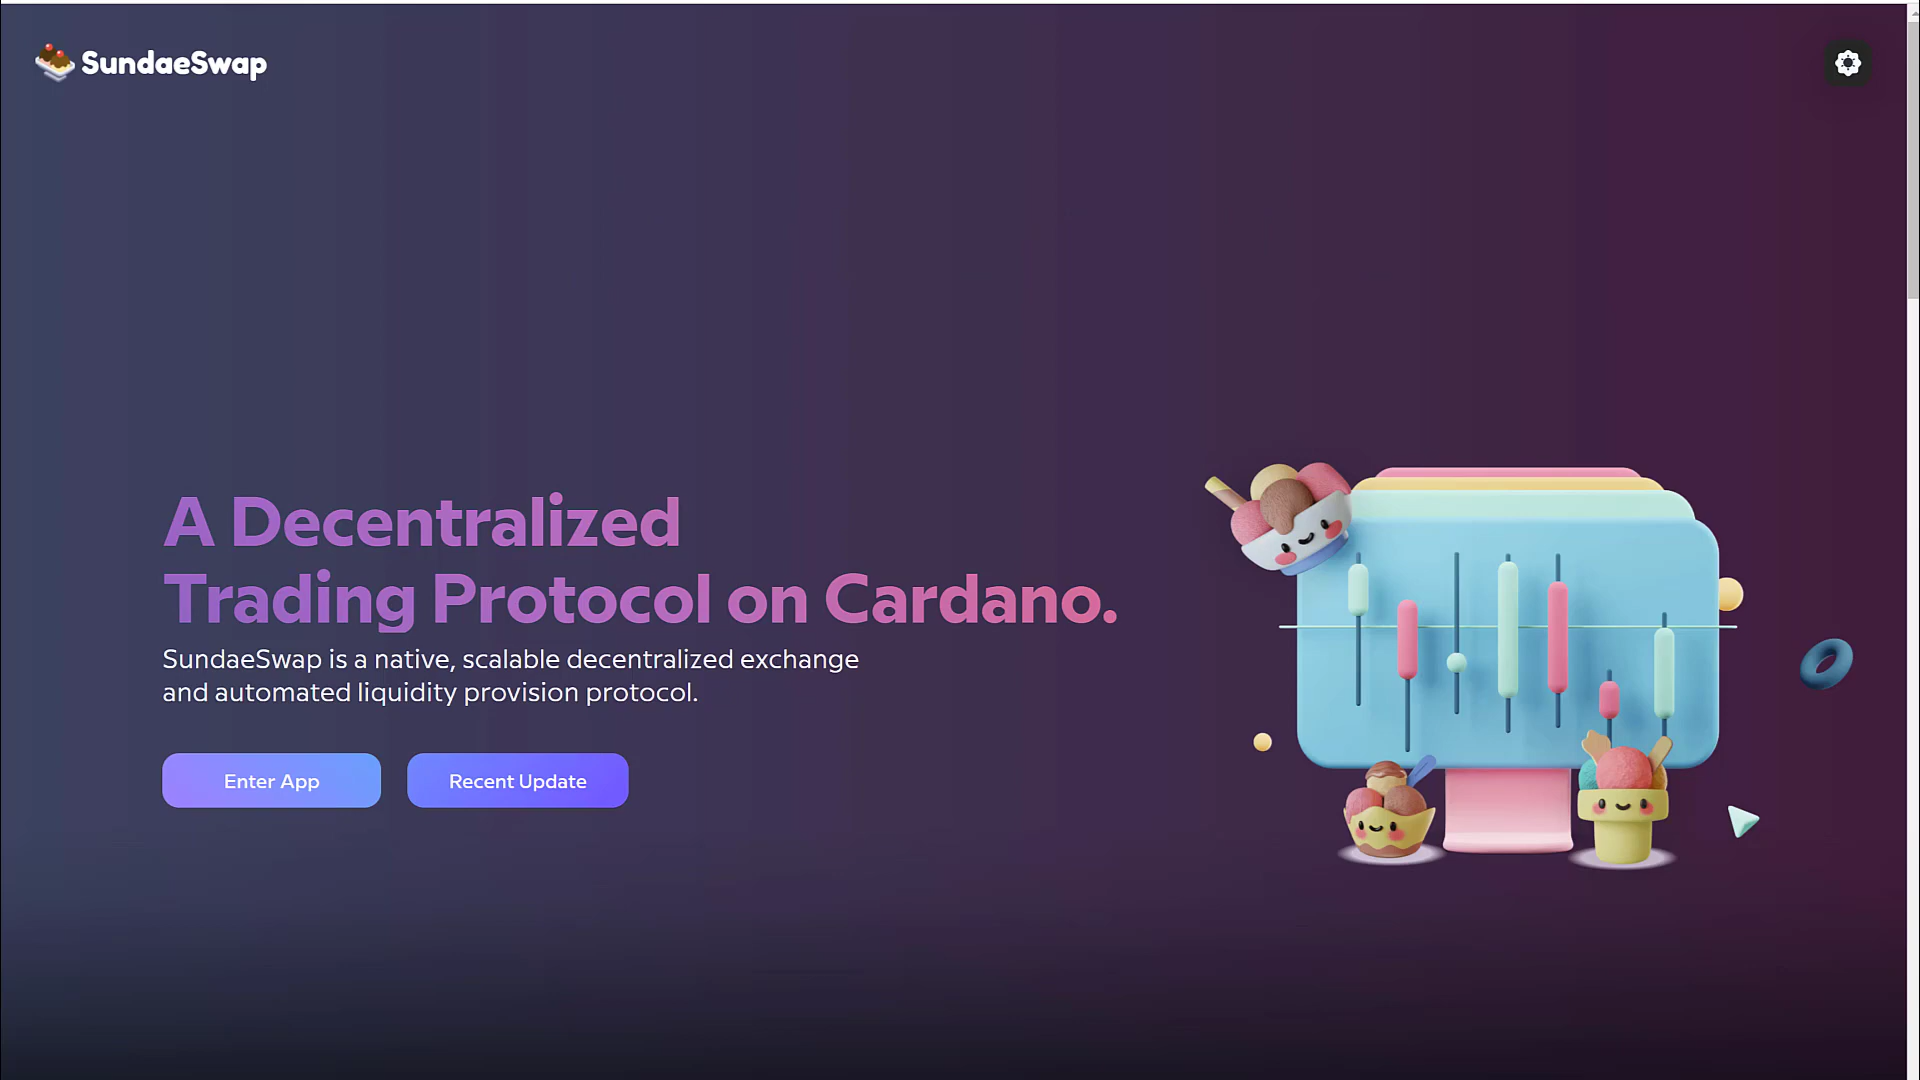 SundaeSwap
A Decentralized
Trading Protocol on Cardano.
SundaeSwap is a native, scalable decentralized exchange
and automated liquidity provision protocol.
Enter App
Recent Update